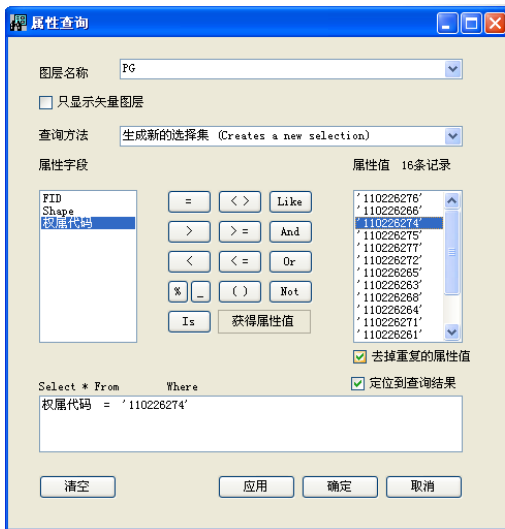 属性查询
图层名称 PG
只显示矢量图层
查询方法 生成新的选择集 (Creates a new selection)
属性字段 属性值 16条记录
FID
Shape
权属代码
= < > Like
> > = And
< < = Or
% _ ( ) Not
Is 获得属性值
'110226276'
'110226266'
'110226274'
'110226275'
'110226277'
'110226272'
'110226265'
'110226263'
'110226268'
'110226264'
'110226271'
'110226261'
去掉重复的属性值
定位到查询结果
Select * From Where
权属代码 = '110226274'
清空 应用 确定 取消